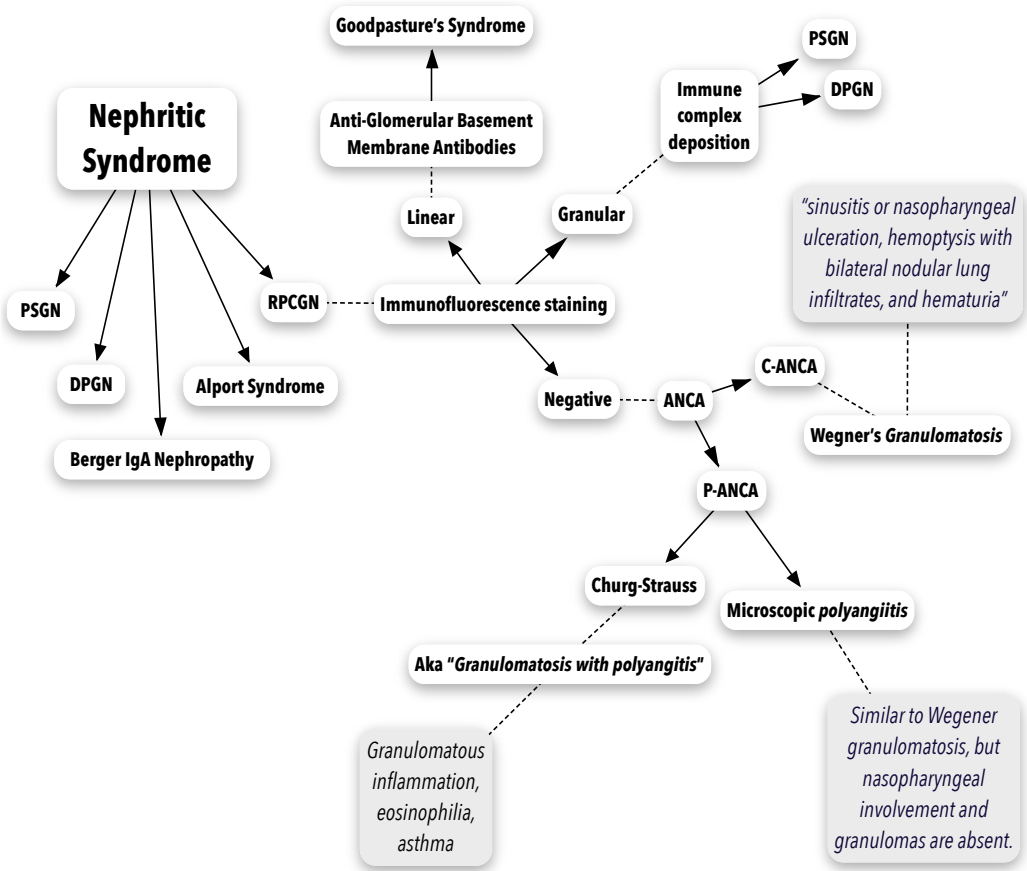 Nephritic
Syndrome
PSGN
DPGN
Berger IgA Nephropathy
Alport Syndrome
RPCGN
Immunofluorescence staining
Linear
Anti-Glomerular Basement
Membrane Antibodies
Goodpasture's Syndrome
Granular
Immune
complex
deposition
PSGN
DPGN
Negative
ANCA
C-ANCA
Wegner's Granulomatosis
"sinusitis or nasopharyngeal
ulceration, hemoptysis with
bilateral nodular lung
infiltrates, and hematuria"
P-ANCA
Churg-Strauss
Aka "Granulomatosis with polyangitis"
Granulomatous
inflammation,
eosinophilia,
asthma
Microscopic polyangiitis
Similar to Wegener
granulomatosis, but
nasopharyngeal
involvement and
granulomas are absent.